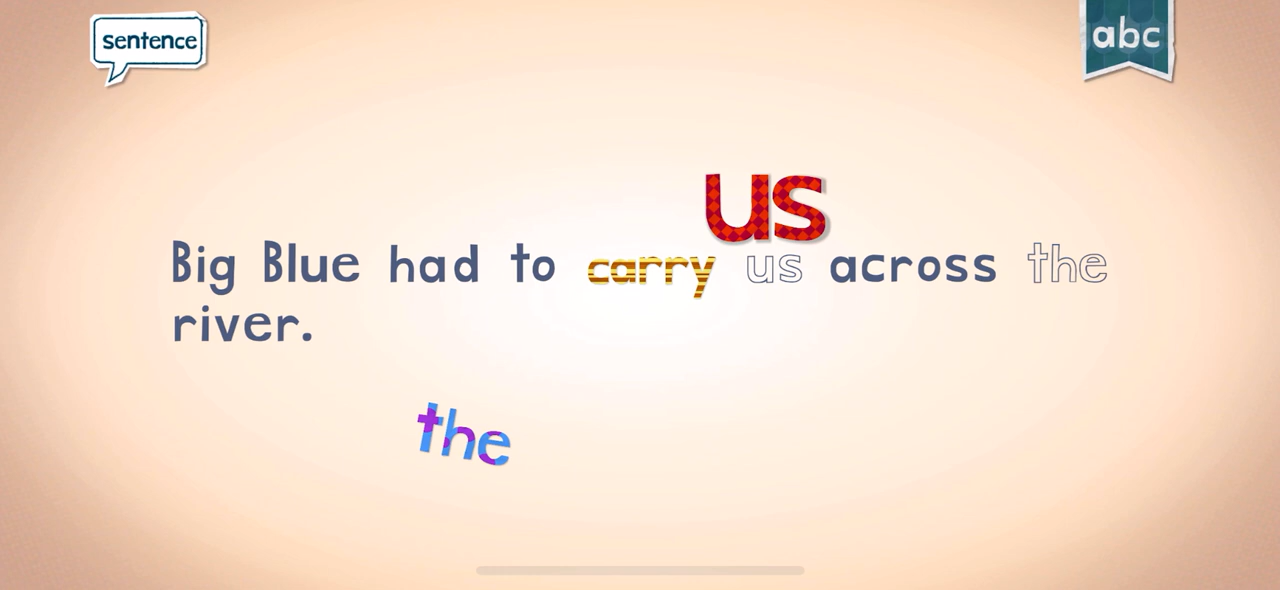 sentence
abc
us
Big Blue had to carry us across the
river.
the